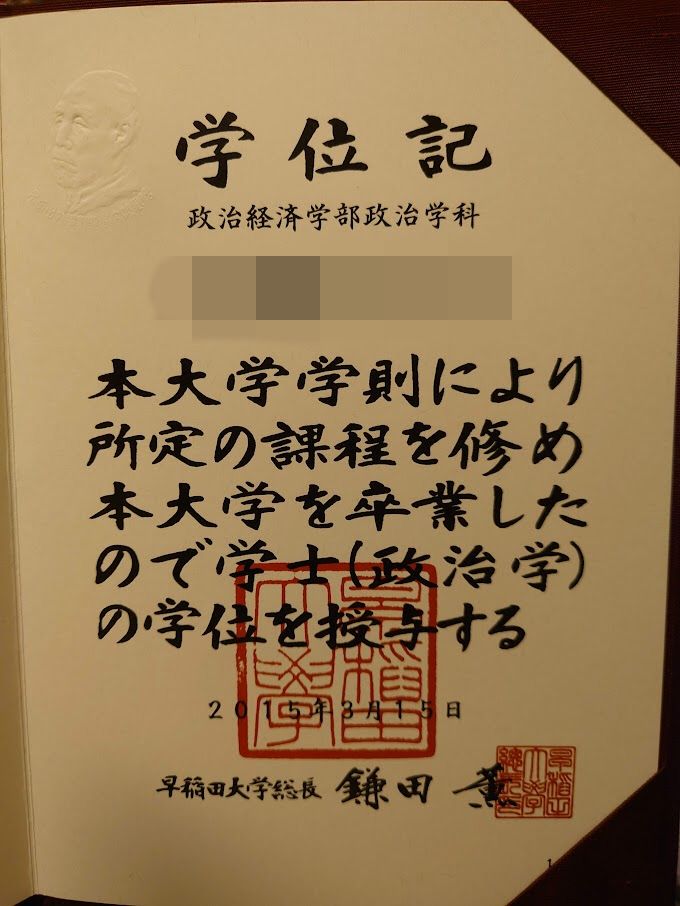 学位記
政治経済学部政治学科
本大学学則により
所定の課程を修め
本大学を卒業した
ので学士(政治学)
の学位を授与する
2015年3月15日
早稲田大学総長 鎌田 薫